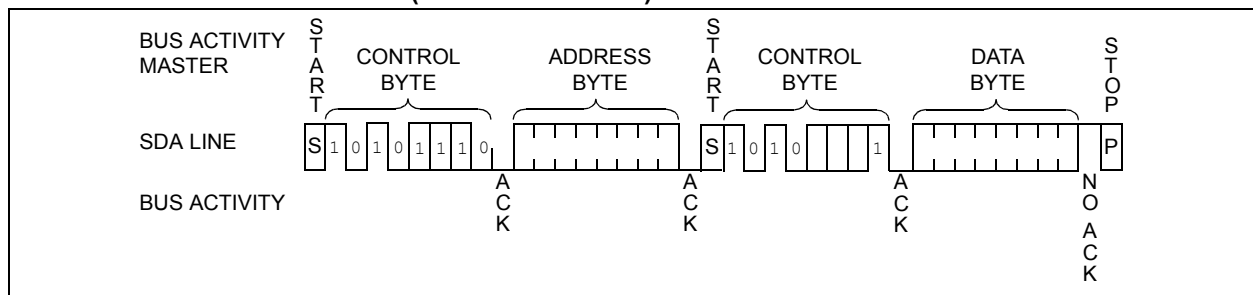 BUS ACTIVITY
MASTER
START
CONTROL
BYTE
ADDRESS
BYTE
START
CONTROL
BYTE
DATA
BYTE
STOP
SDA LINE
S 1 0 1 0 1 1 1 0
S 1 0 1 0 1
P
BUS ACTIVITY
ACK
ACK
ACK
NO ACK